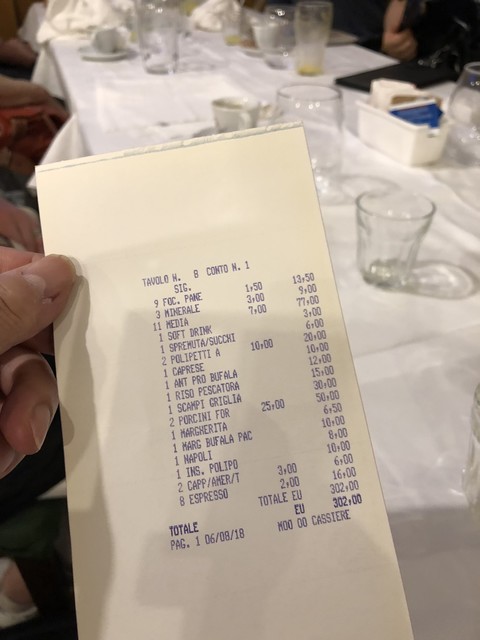 TAVOLO N. 8 CONTO N. 1
SIG.
9 FOC. PANE 1,50 13,50
3 MINERALE 3,00 9,00
11 MEDIA 7,00 77,00
1 SOFT DRINK 3,00
1 SPREMUTA/SUCCHI 6,00
2 POLIPETTI A 10,00 20,00
1 CAPRESE 10,00
1 ANT PRO BUFALA 12,00
1 RISO PESCATORA 15,00
1 SCAMPI GRIGLIA 30,00
2 PORCINI FOR 25,00 50,00
1 MARGHERITA 6,50
1 MARG BUFALA PAC 10,00
1 NAPOLI 8,00
1 INS. POLIPO 10,00
2 CAPP/AMER/T 3,00 6,00
8 ESPRESSO 2,00 16,00
TOTALE EU 302,00
TOTALE EU 302,00
PAG. 1 06/08/18 MOO OO CASSIERE